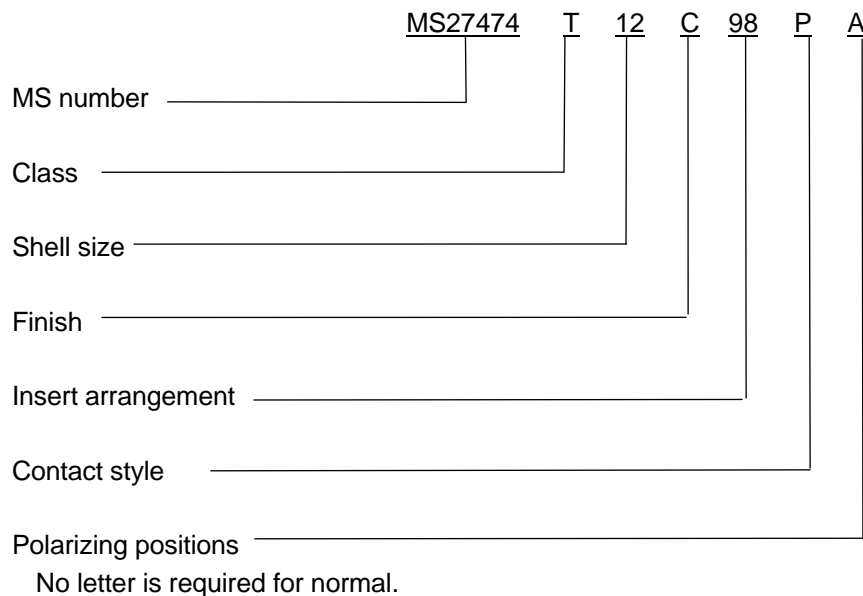 MS27474 T 12 C 98 P A
MS number
Class
Shell size
Finish
Insert arrangement
Contact style
Polarizing positions
No letter is required for normal.